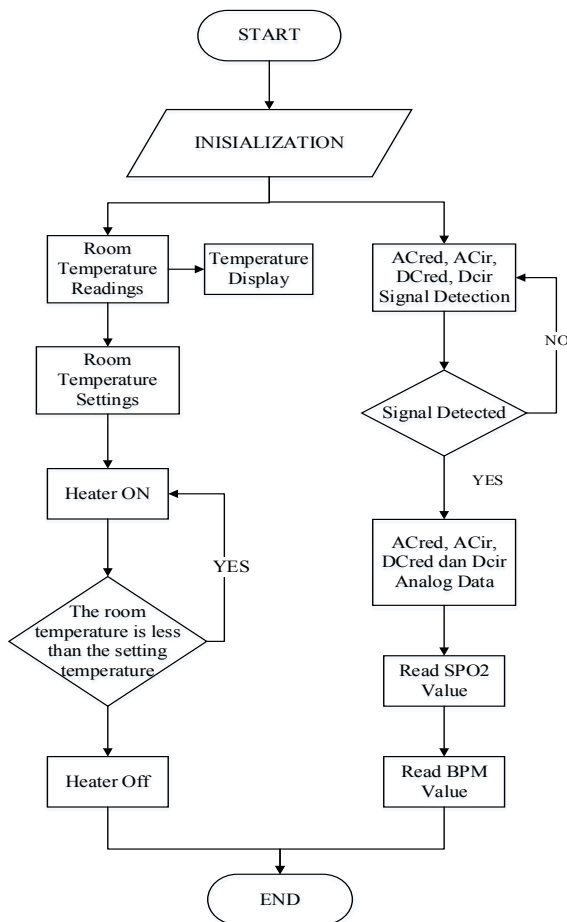 START
INISIALIZATION
Room
Temperature
Readings
Temperature
Display
Room
Temperature
Settings
Heater ON
YES
The room
temperature is less
than the setting
temperature
Heater Off
ACred, ACir,
DCred, Dcir
Signal Detection
NO
Signal Detected
YES
ACred, ACir,
DCred dan Dcir
Analog Data
Read SPO2
Value
Read BPM
Value
END